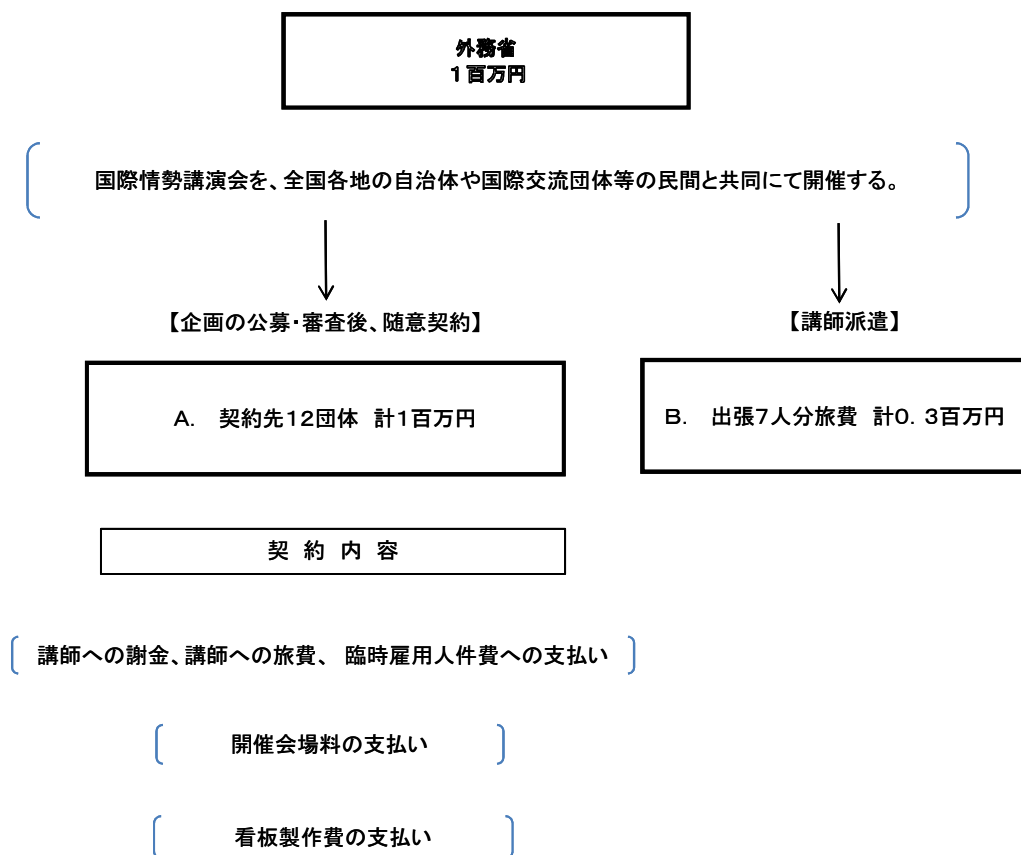 外務省
１百万円
国際情勢講演会を、全国各地の自治体や国際交流団体等の民間と共同にて開催する。
【企画の公募・審査後、随意契約】
【講師派遣】
A.　契約先１２団体　計１百万円
B.　出張７人分旅費　計０．３百万円
契　約　内　容
講師への謝金、講師への旅費、 臨時雇用人件費への支払い
開催会場料の支払い
看板製作費の支払い